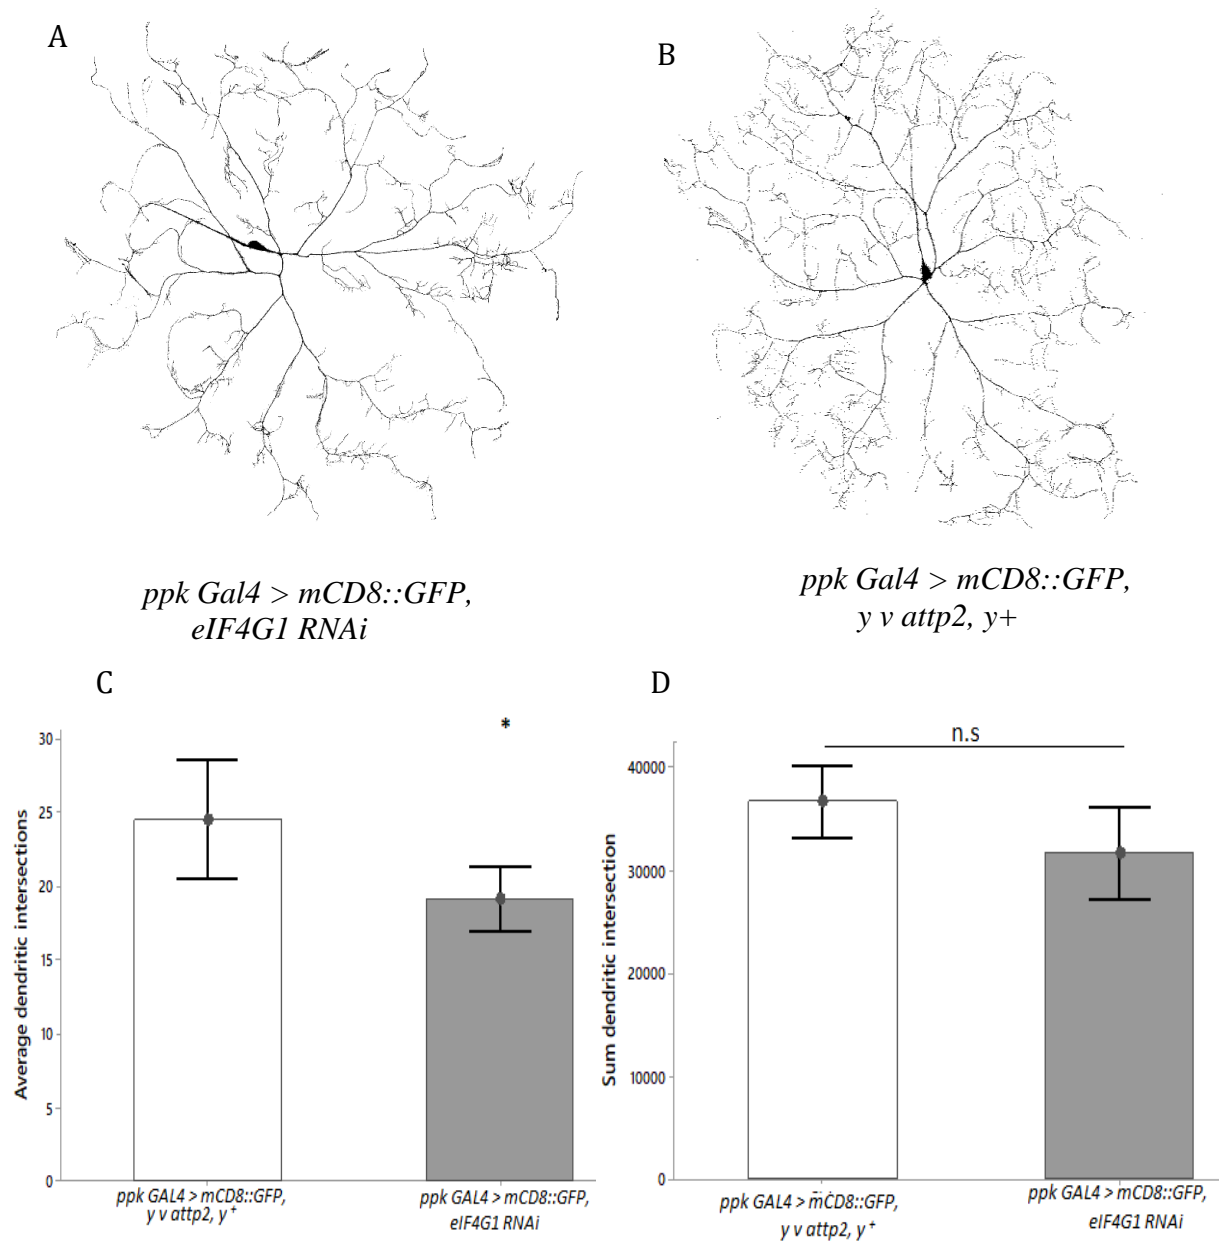 A
B
ppk Gal4 > mCD8::GFP,
eIF4G1 RNAi
ppk Gal4 > mCD8::GFP,
y v attp2, y+
C
D
*
n.s
30
25
20
15
10
5
0
Average dendritic intersections
ppk GAL4 > mCD8::GFP,
y v attp2, y +
ppk GAL4 > mCD8::GFP,
eIF4G1 RNAi
40000
30000
20000
10000
0
Sum dendritic intersection
ppk GAL4 > mCD8::GFP,
y v attp2, y +
ppk GAL4 > mCD8::GFP,
eIF4G1 RNAi